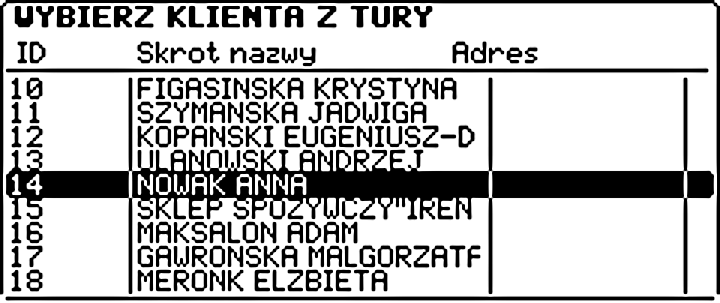 WYBIERZ KLIENTA Z TURY
ID Skrot nazwy Adres
10 FIGASINSKA KRYSTYNA
11 SZYMANSKA JADWIGA
12 KOPANSKI EUGENIUSZ-D
13 ULANOWSKI ANDRZEJ
14 NOWAK ANNA
15 SKLEP SPOZYWCZY"IREN
16 MAKSALON ADAM
17 GAWRONSKA MALGORZATF
18 MERONK ELZBIETA